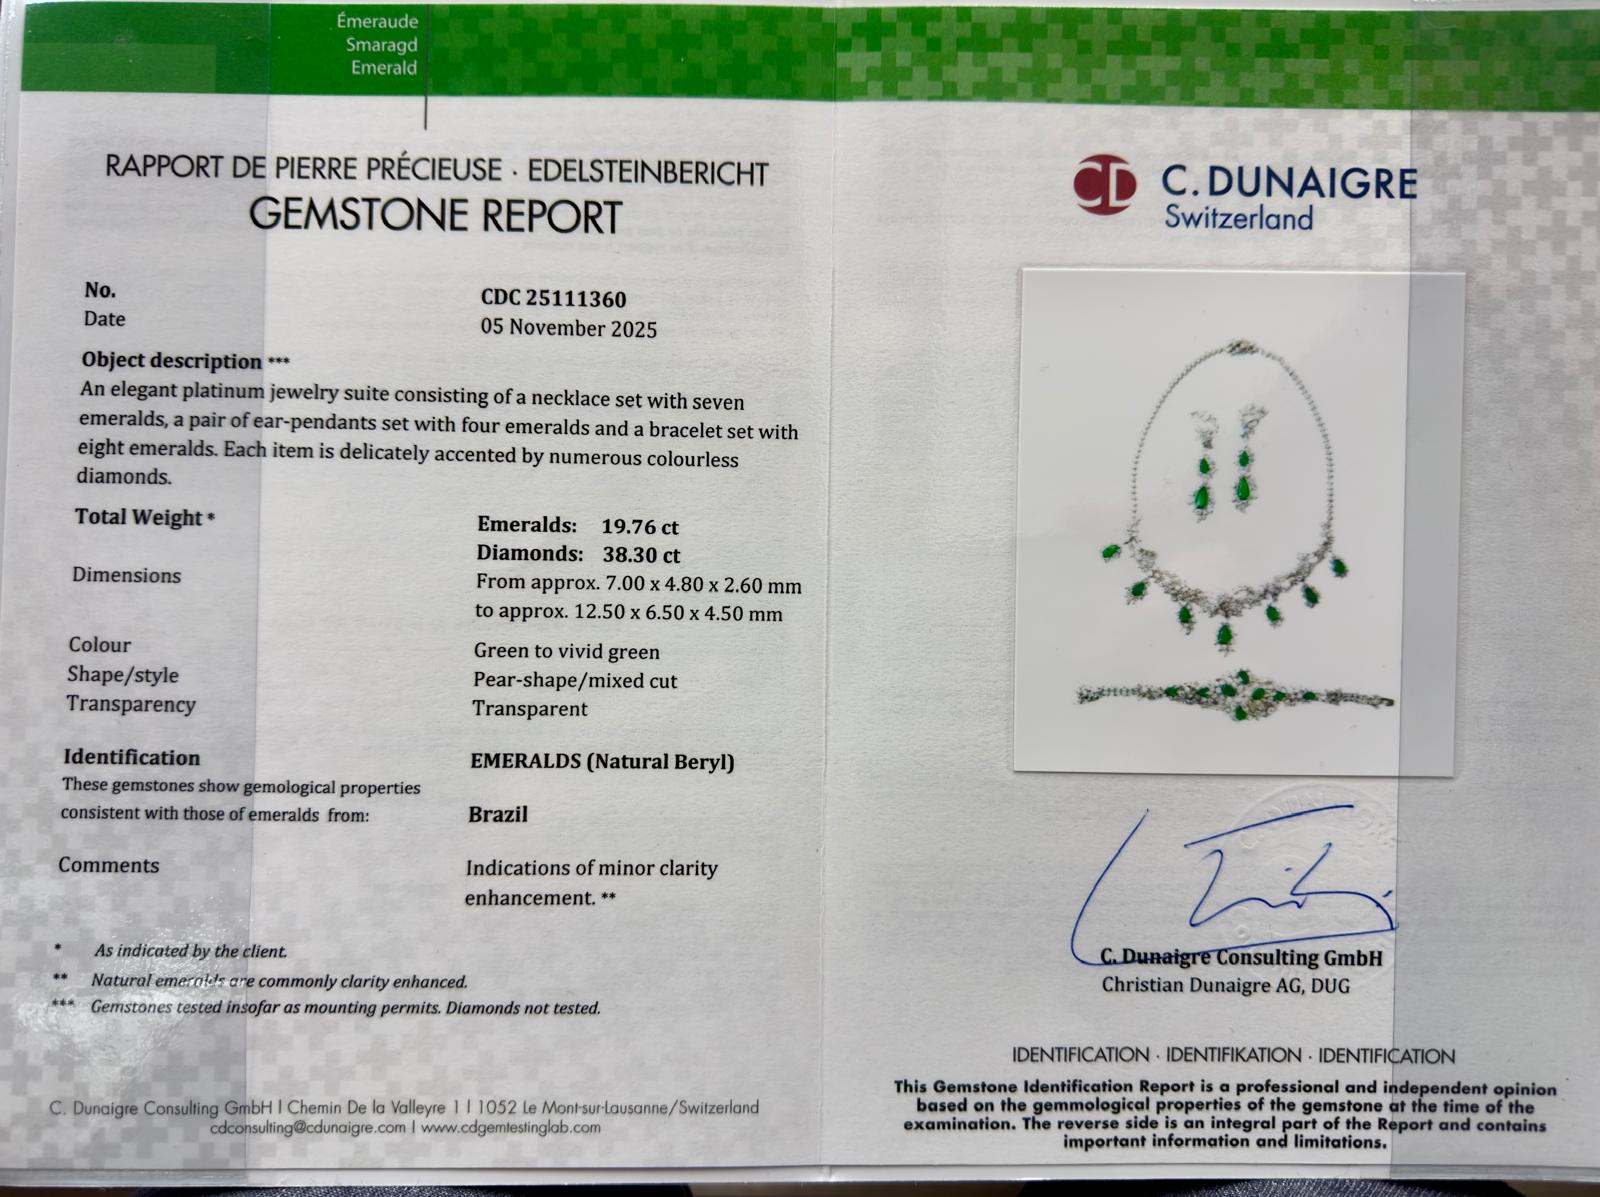 Émeraude
Smaragd
Emerald
RAPPORT DE PIERRE PRÉCIEUSE · EDELSTEINBERICHT
GEMSTONE REPORT
No. CDC 25111360
Date 05 November 2025
Object description ***
An elegant platinum jewelry suite consisting of a necklace set with seven
emeralds, a pair of ear-pendants set with four emeralds and a bracelet set with
eight emeralds. Each item is delicately accented by numerous colourless
diamonds.
Total Weight * Emeralds: 19.76 ct
Diamonds: 38.30 ct
Dimensions From approx. 7.00 x 4.80 x 2.60 mm
to approx. 12.50 x 6.50 x 4.50 mm
Colour Green to vivid green
Shape/style Pear-shape/mixed cut
Transparency Transparent
Identification EMERALDS (Natural Beryl)
These gemstones show gemological properties
consistent with those of emeralds from: Brazil
Comments Indications of minor clarity
enhancement. **
* As indicated by the client.
** Natural emeralds are commonly clarity enhanced.
*** Gemstones tested insofar as mounting permits. Diamonds not tested.
C. Dunaigre Consulting GmbH | Chemin De la Valleyre 1 | 1052 Le Mont-sur-Lausanne/Switzerland
cdconsulting@cdunaigre.com | www.cdgemtestinglab.com
CD C. DUNAIGRE
Switzerland
C. Dunaigre Consulting GmbH
Christian Dunaigre AG, DUG
IDENTIFICATION · IDENTIFIKATION · IDENTIFICATION
This Gemstone Identification Report is a professional and independent opinion
based on the gemmological properties of the gemstone at the time of the
examination. The reverse side is an integral part of the Report and contains
important information and limitations.